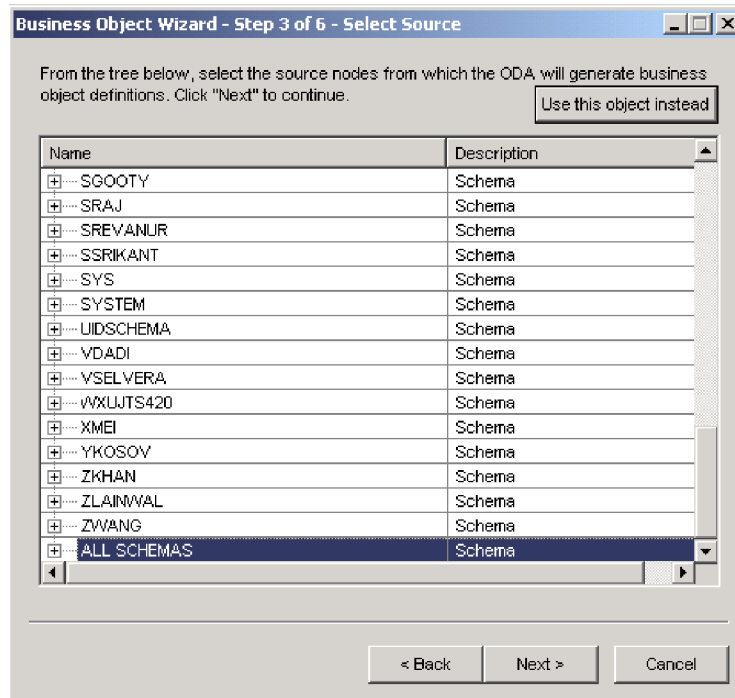 Business Object Wizard - Step 3 of 6 - Select Source
From the tree below, select the source nodes from which the ODA will generate business
object definitions. Click "Next" to continue.
Use this object instead
Name Description
SGOOTY Schema
SRAJ Schema
SREVANUR Schema
SSRIKANT Schema
SYS Schema
SYSTEM Schema
UIDSCHEMA Schema
VDADI Schema
VSELVERA Schema
WXUJTS420 Schema
XMEI Schema
YKOSOV Schema
ZKHAN Schema
ZLAINWAL Schema
ZWANG Schema
ALL SCHEMAS Schema
< Back Next > Cancel